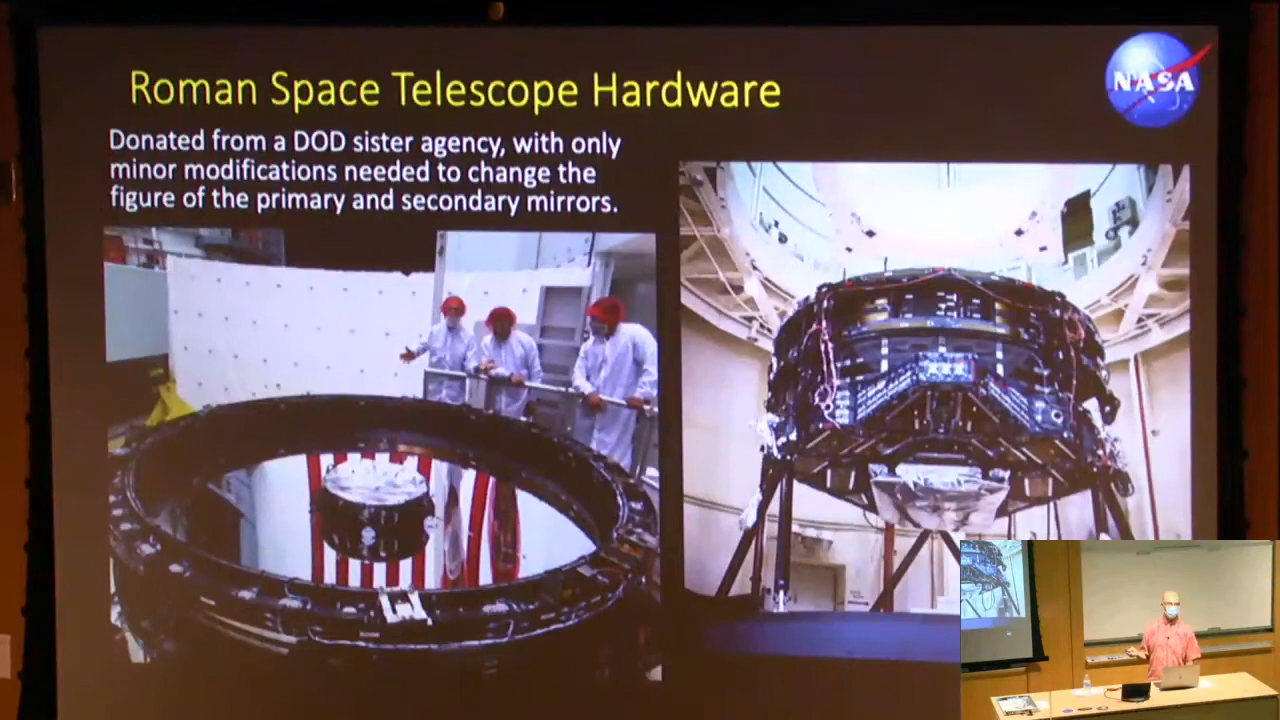 Roman Space Telescope Hardware
NASA
Donated from a DOD sister agency, with only
minor modifications needed to change the
figure of the primary and secondary mirrors.